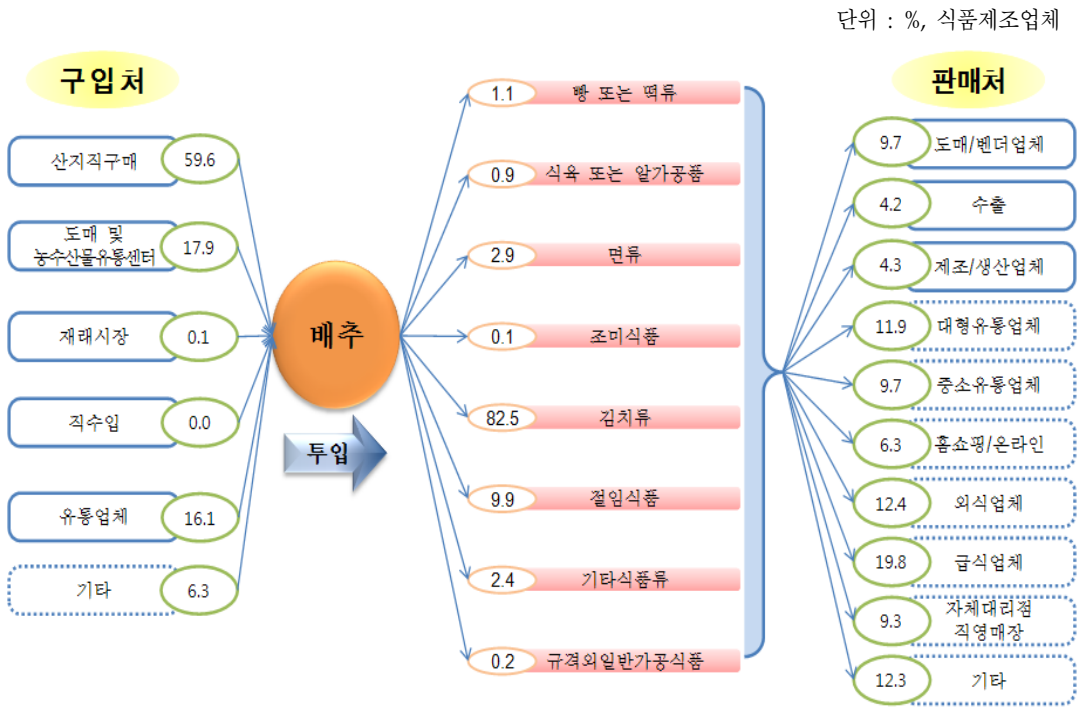 단위 : %, 식품제조업체
구입처
산지직구매 59.6
도매 및
농수산물유통센터 17.9
재래시장 0.1
직수입 0.0
유통업체 16.1
기타 6.3
배추
투입
1.1 빵 또는 떡류
0.9 식육 또는 알가공품
2.9 면류
0.1 조미식품
82.5 김치류
9.9 절임식품
2.4 기타식품류
0.2 규격외일반가공식품
판매처
9.7 도매/벤더업체
4.2 수출
4.3 제조/생산업체
11.9 대형유통업체
9.7 중소유통업체
6.3 홈쇼핑/온라인
12.4 외식업체
19.8 급식업체
9.3 자체대리점
직영매장
12.3 기타